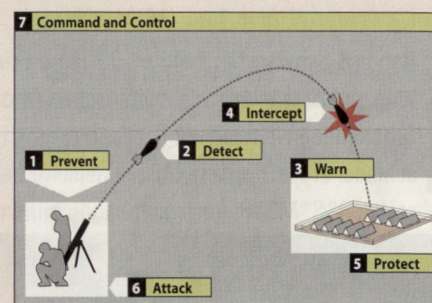 7 Command and Control
4 Intercept
1 Prevent
2 Detect
3 Warn
5 Protect
6 Attack